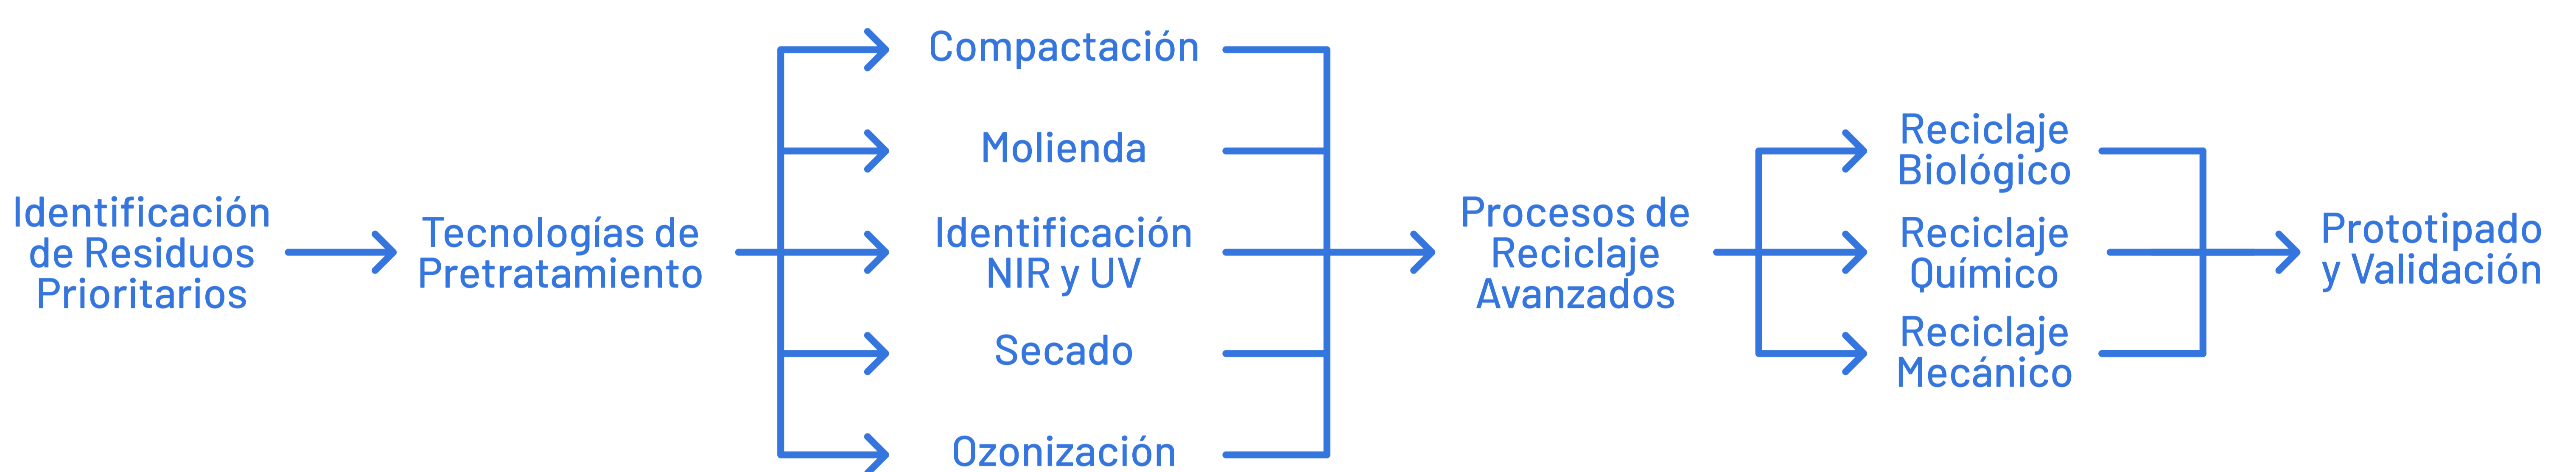 Identificación
de Residuos
Prioritarios
Tecnologías de
Pretratamiento
Compactación
Molienda
Identificación
NIR y UV
Secado
Ozonización
Procesos de
Reciclaje
Avanzados
Reciclaje
Biológico
Reciclaje
Químico
Reciclaje
Mecánico
Prototipado
y Validación